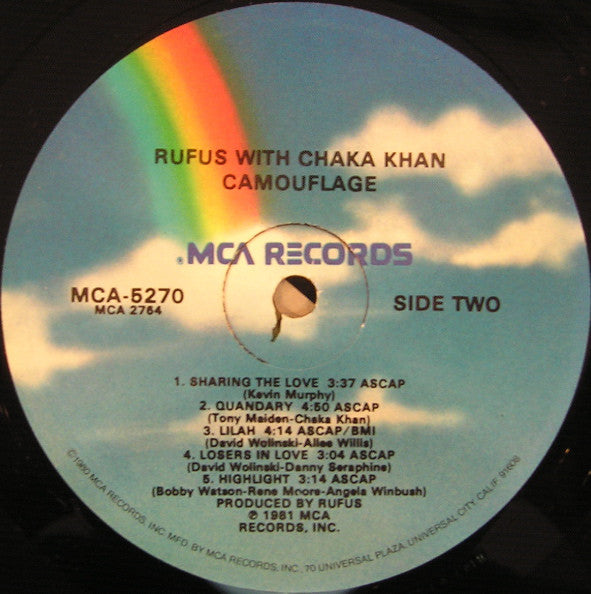 RUFUS WITH CHAKA KHAN
CAMOUFLAGE
®MCA RECORDS
MCA-5270
MCA 2764
SIDE TWO
1. SHARING THE LOVE 3:37 ASCAP
(Kevin Murphy)
2. QUANDARY 4:50 ASCAP
(Tony Maiden-Chaka Khan)
3. LILAH 4:14 ASCAP/BMI
(David Wolinski-Allee Willis)
4. LOSERS IN LOVE 3:04 ASCAP
(David Wolinski-Danny Seraphine)
5. HIGHLIGHT 3:14 ASCAP
(Bobby Watson-Rene Moore-Angela Winbush)
PRODUCED BY RUFUS
℗ 1981 MCA
RECORDS, INC.
©1980 MCA RECORDS, INC. MFD. BY MCA RECORDS, INC., 70 UNIVERSAL PLAZA, UNIVERSAL CITY, CALIF. 91608